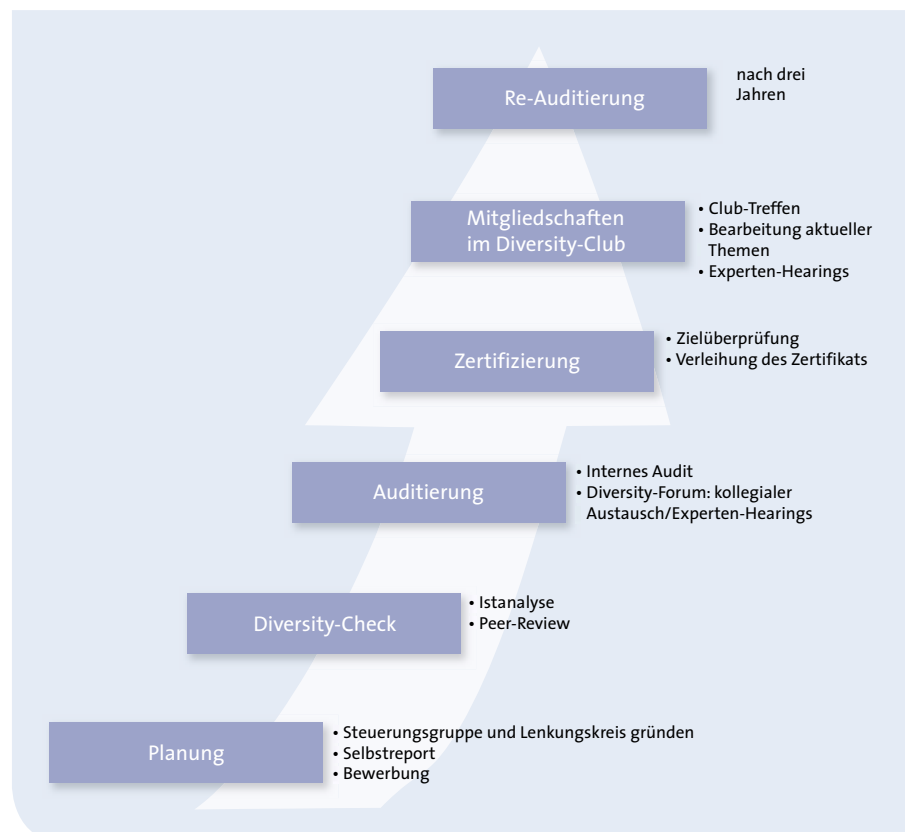 Re-Auditierung
nach drei
Jahren
Mitgliedschaften
im Diversity-Club
• Club-Treffen
• Bearbeitung aktueller
Themen
• Experten-Hearings
Zertifizierung
• Zielüberprüfung
• Verleihung des Zertifikats
Auditierung
• Internes Audit
• Diversity-Forum: kollegialer
Austausch/Experten-Hearings
Diversity-Check
• Istanalyse
• Peer-Review
Planung
• Steuerungsgruppe und Lenkungskreis gründen
• Selbstreport
• Bewerbung